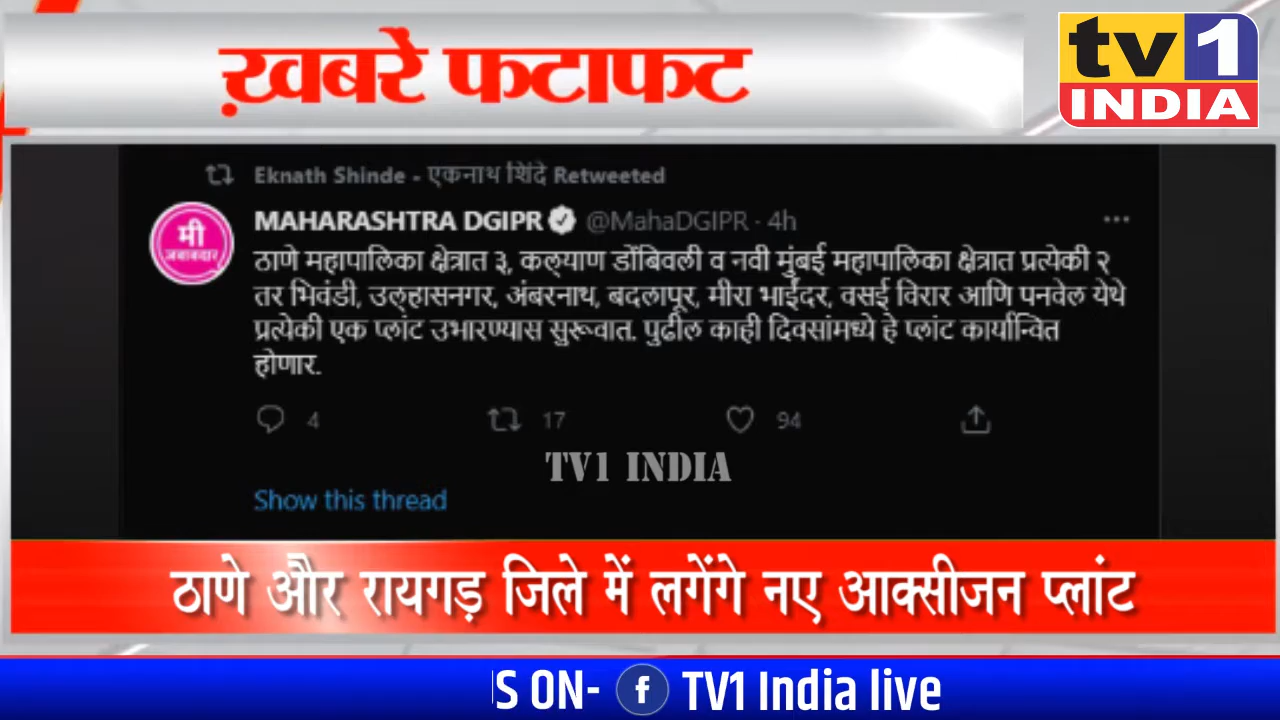 ख़बरें फटाफट
tv1
INDIA
Eknath Shinde - एकनाथ शिंदे Retweeted
मी
जबाबदार
MAHARASHTRA DGIPR @MahaDGIPR · 4h
ठाणे महापालिका क्षेत्रात ३, कल्याण डोंबिवली व नवी मुंबई महापालिका क्षेत्रात प्रत्येकी २
तर भिवंडी, उल्हासनगर, अंबरनाथ, बदलापूर, मीरा भाईंदर, वसई विरार आणि पनवेल येथे
प्रत्येकी एक प्लांट उभारण्यास सुरूवात. पुढील काही दिवसांमध्ये हे प्लांट कार्यान्वित
होणार.
4 17 94
TV1 INDIA
Show this thread
ठाणे और रायगड़ जिले में लगेंगे नए आक्सीजन प्लांट
S ON- f TV1 India live